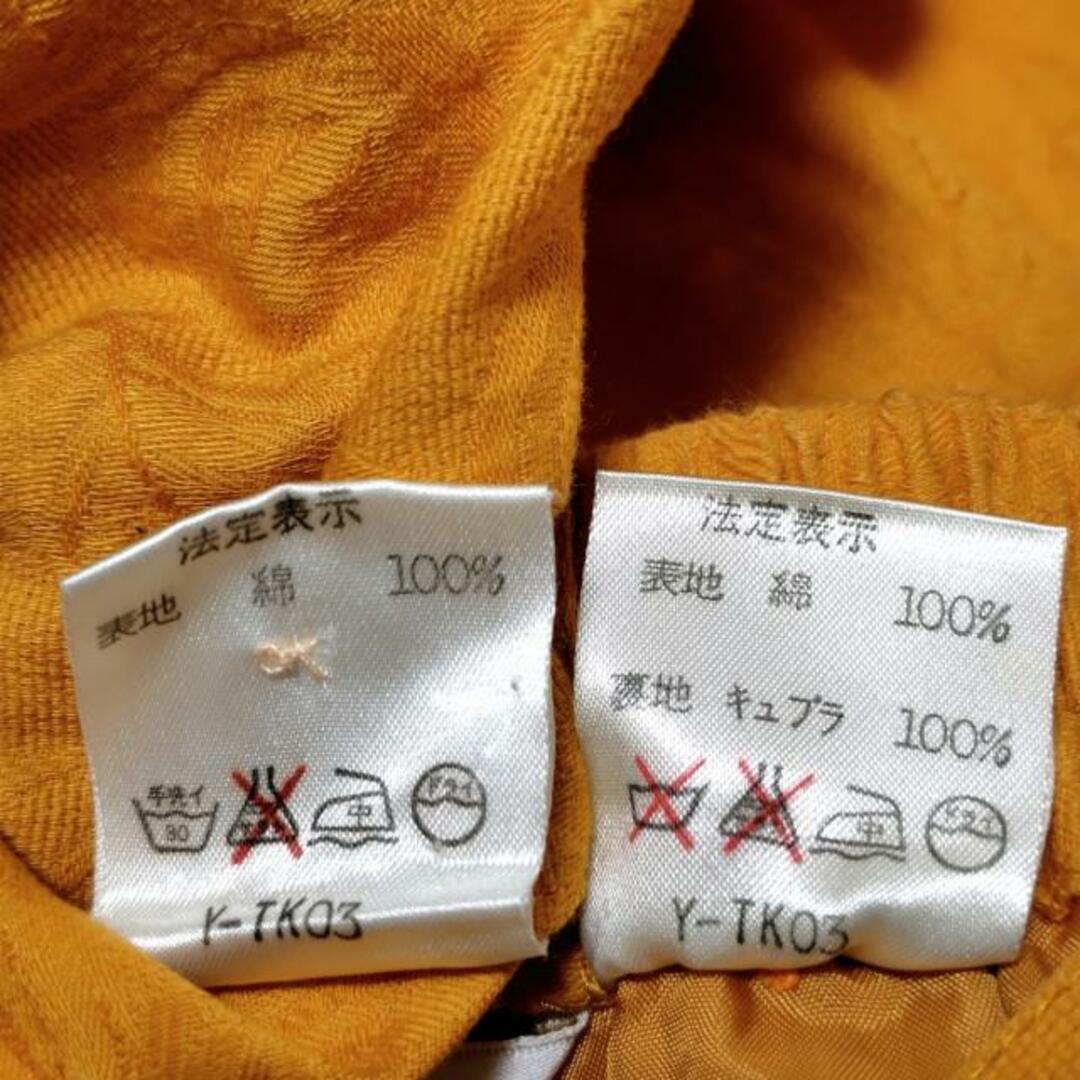 法定表示
表地 綿 100%
手洗イ 30 中 ドライ
Y-TK03
法定表示
表地 綿 100%
裏地 キュプラ 100%
中 ドライ
Y-TK03